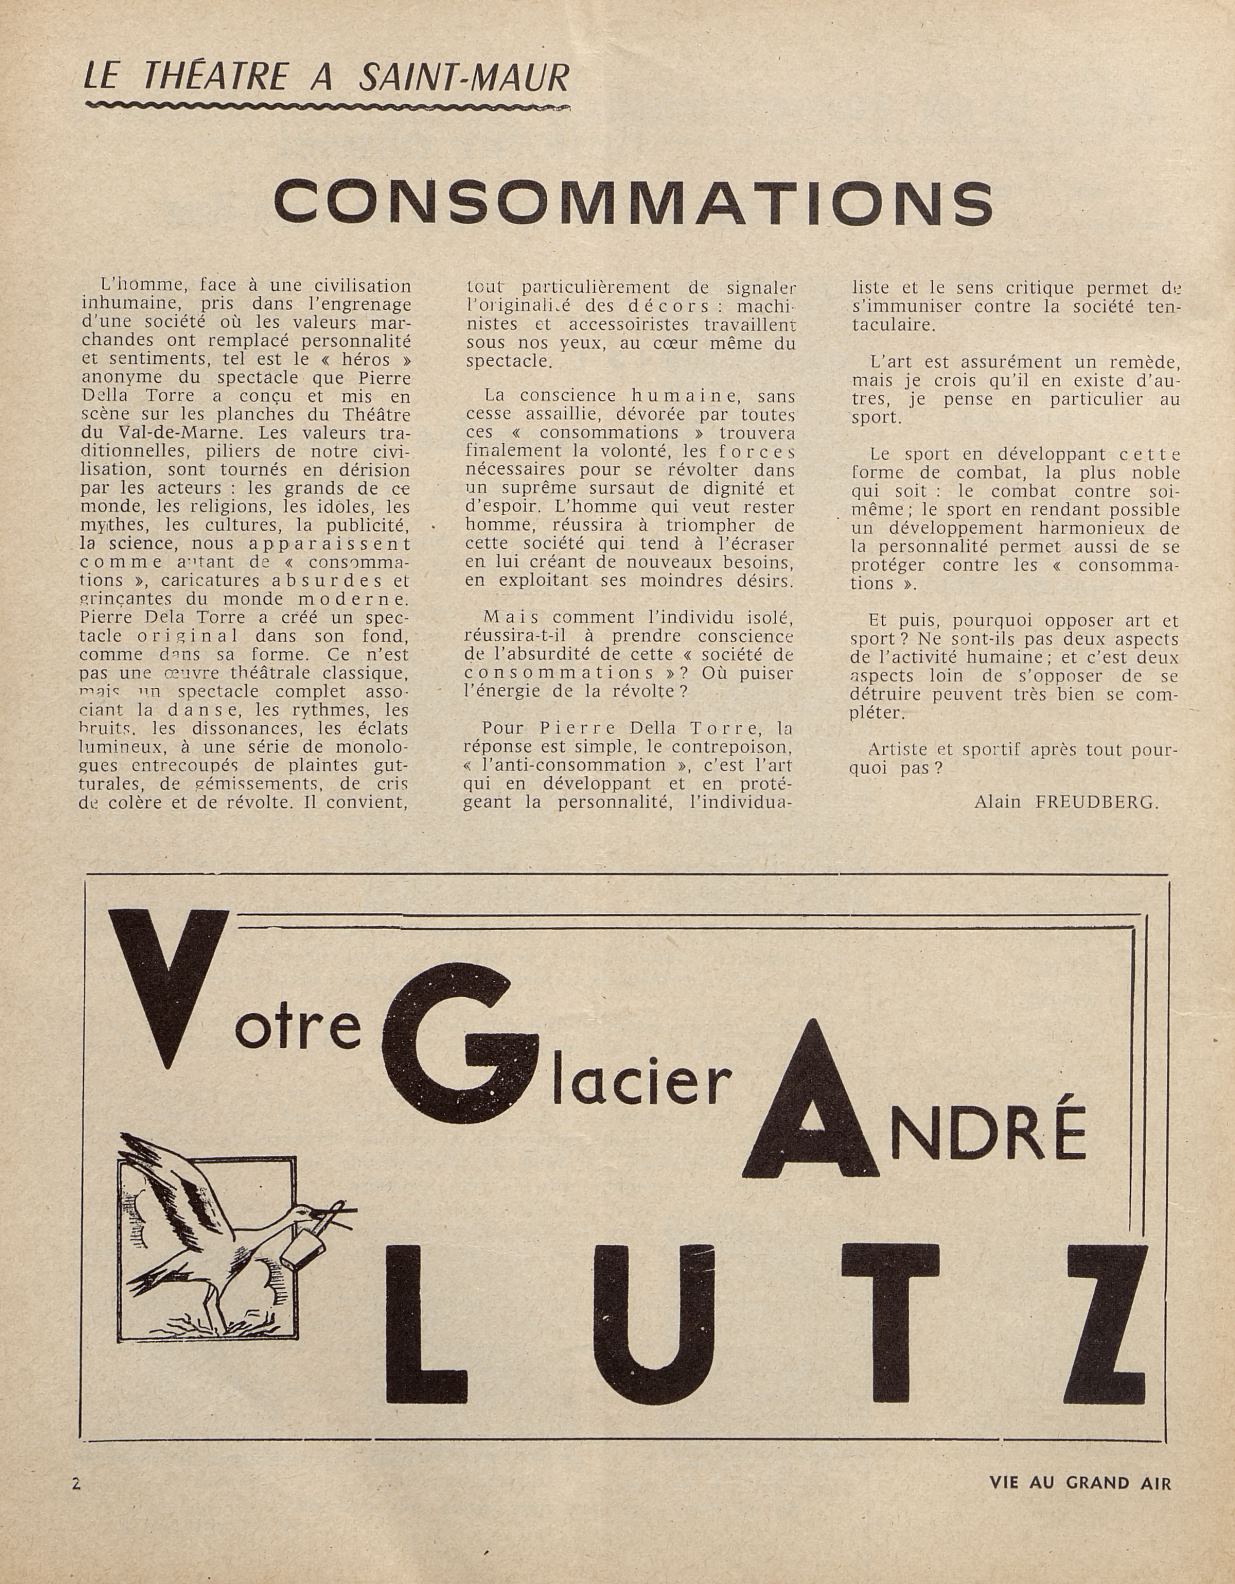 LE THÉATRE A SAINT-MAUR
CONSOMMATIONS
L'homme, face à une civilisation
inhumaine, pris dans l'engrenage
d'une société où les valeurs mar-
chandes ont remplacé personnalité
et sentiments, tel est le « héros »
anonyme du spectacle que Pierre
Della Torre a conçu et mis en
scène sur les planches du Théâtre
du Val-de-Marne. Les valeurs tra-
ditionnelles, piliers de notre civi-
lisation, sont tournés en dérision
par les acteurs : les grands de ce
monde, les religions, les idoles, les
mythes, les cultures, la publicité,
la science, nous apparaissent
comme autant de « consomma-
tions », caricatures absurdes et
grinçantes du monde moderne.
Pierre Dela Torre a créé un spec-
tacle original dans son fond,
comme dans sa forme. Ce n'est
pas une œuvre théâtrale classique,
mais un spectacle complet asso-
ciant la danse, les rythmes, les
bruits, les dissonances, les éclats
lumineux, à une série de monolo-
gues entrecoupés de plaintes gut-
turales, de gémissements, de cris
de colère et de révolte. Il convient,
tout particulièrement de signaler
l'originalité des décors : machi-
nistes et accessoiristes travaillent
sous nos yeux, au cœur même du
spectacle.
La conscience humaine, sans
cesse assaillie, dévorée par toutes
ces « consommations » trouvera
finalement la volonté, les forces
nécessaires pour se révolter dans
un suprême sursaut de dignité et
d'espoir. L'homme qui veut rester
homme, réussira à triompher de
cette société qui tend à l'écraser
en lui créant de nouveaux besoins,
en exploitant ses moindres désirs.
Mais comment l'individu isolé,
réussira-t-il à prendre conscience
de l'absurdité de cette « société de
consommations » ? Où puiser
l'énergie de la révolte ?
Pour Pierre Della Torre, la
réponse est simple, le contrepoison,
« l'anti-consommation », c'est l'art
qui en développant et en proté-
geant la personnalité, l'individua-
liste et le sens critique permet de
s'immuniser contre la société ten-
taculaire.
L'art est assurément un remède,
mais je crois qu'il en existe d'au-
tres, je pense en particulier au
sport.
Le sport en développant cette
forme de combat, la plus noble
qui soit : le combat contre soi-
même ; le sport en rendant possible
un développement harmonieux de
la personnalité permet aussi de se
protéger contre les « consomma-
tions ».
Et puis, pourquoi opposer art et
sport ? Ne sont-ils pas deux aspects
de l'activité humaine ; et c'est deux
aspects loin de s'opposer de se
détruire peuvent très bien se com-
pléter.
Artiste et sportif après tout pour-
quoi pas ?
Alain FREUDBERG.
Votre Glacier ANDRÉ
LUTZ
2
VIE AU GRAND AIR